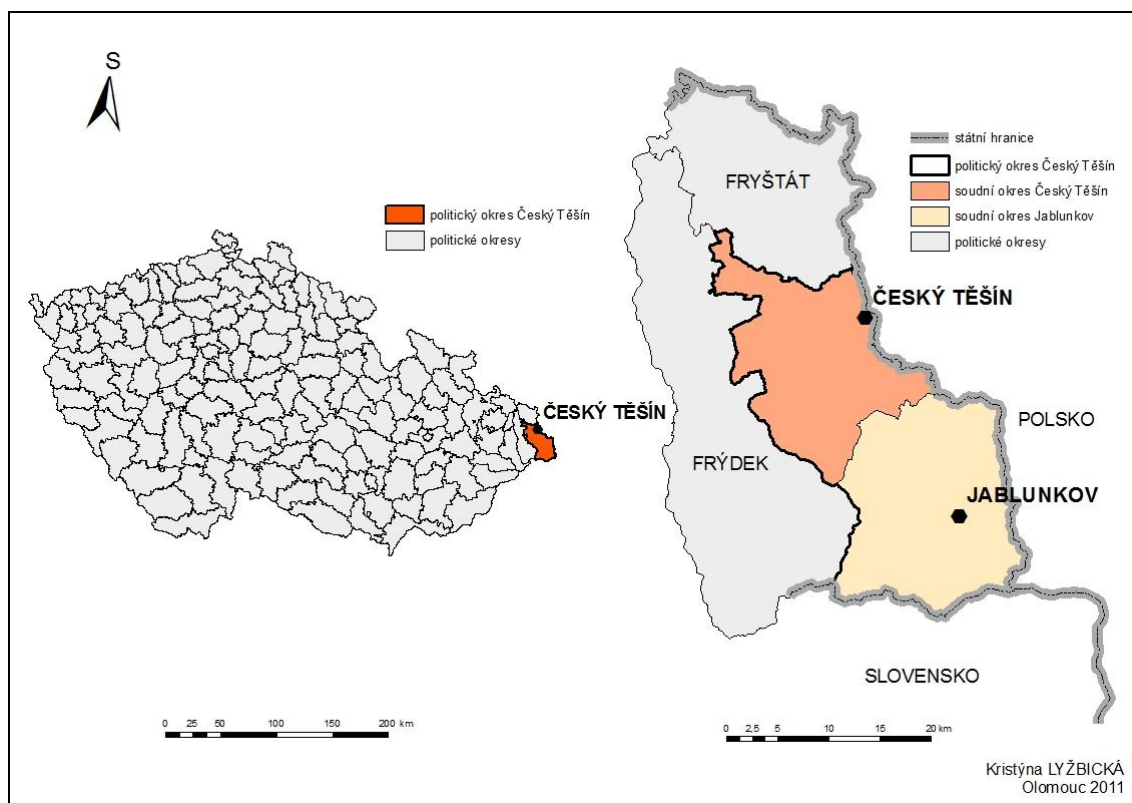 S
politický okres Český Těšín
politické okresy
ČESKÝ TĚŠÍN
0 25 50 100 150 200 km
státní hranice
politický okres Český Těšín
soudní okres Český Těšín
soudní okres Jablunkov
politické okresy
FRYŠTÁT
ČESKÝ TĚŠÍN
POLSKO
FRÝDEK
JABLUNKOV
SLOVENSKO
0 2,5 5 10 15 20 km
Kristýna LYŽBICKÁ
Olomouc 2011